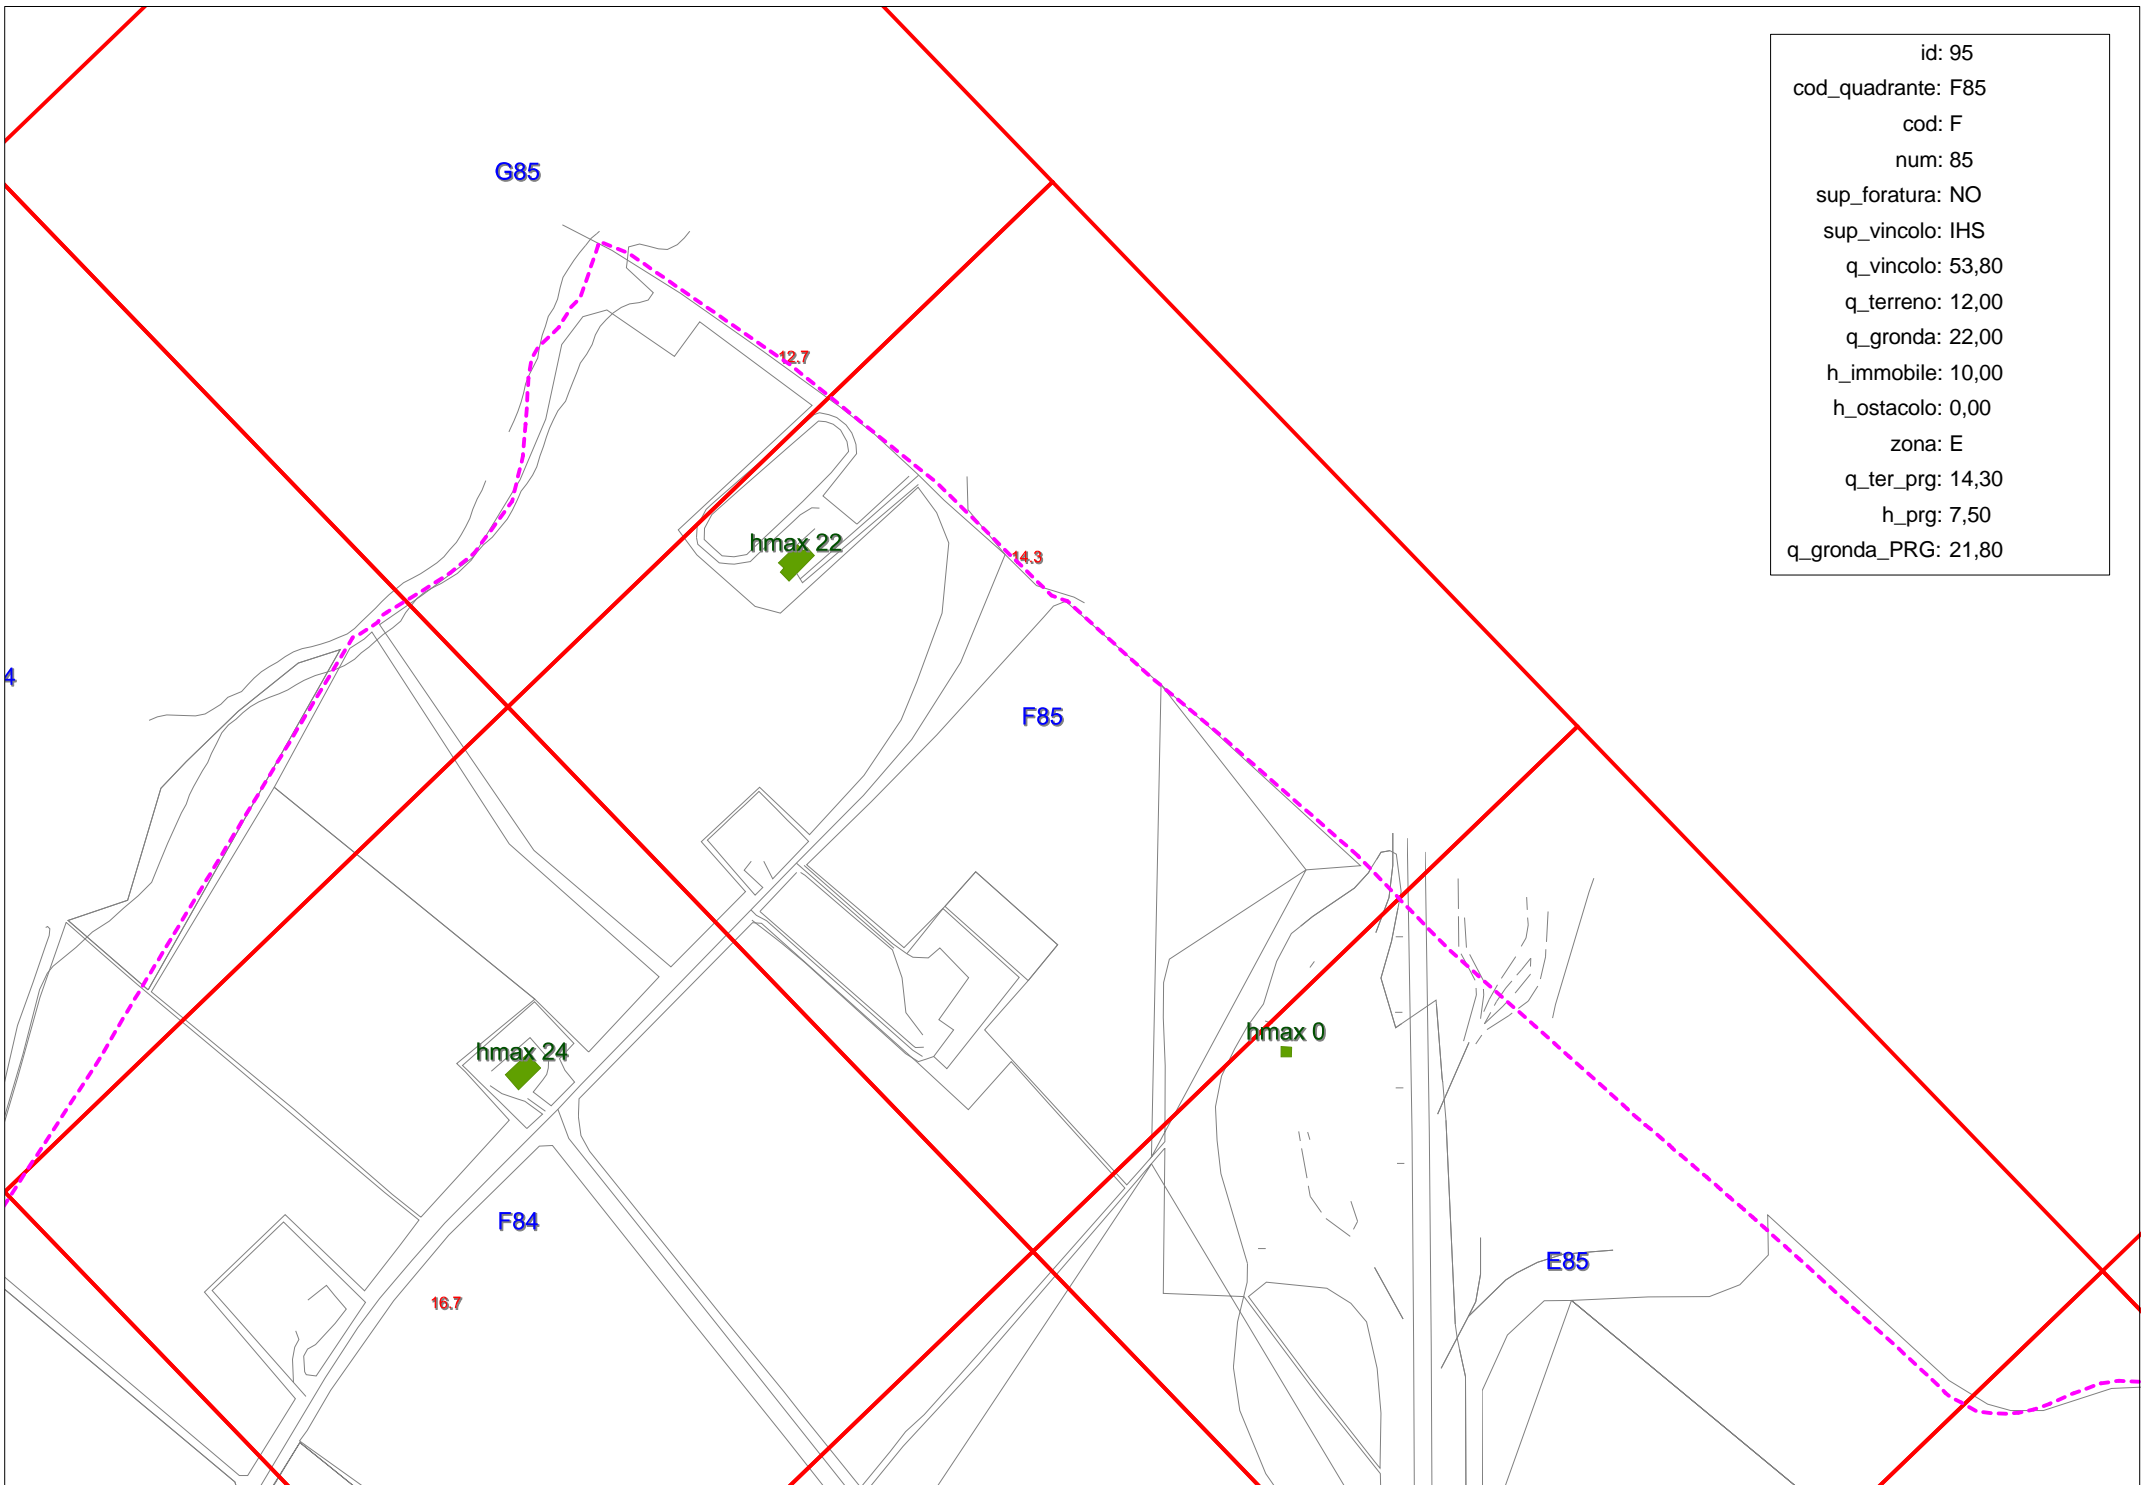 id: 95
cod_quadrante: F85
cod: F
num: 85
sup_foratura: NO
sup_vincolo: IHS
q_vincolo: 53,80
q_terreno: 12,00
q_gronda: 22,00
h_immobile: 10,00
h_ostacolo: 0,00
zona: E
q_ter_prg: 14,30
h_prg: 7,50
q_gronda_PRG: 21,80
G85
12.7
hmax 22
14.3
4
F85
hmax 0
hmax 24
F84
E85
16.7